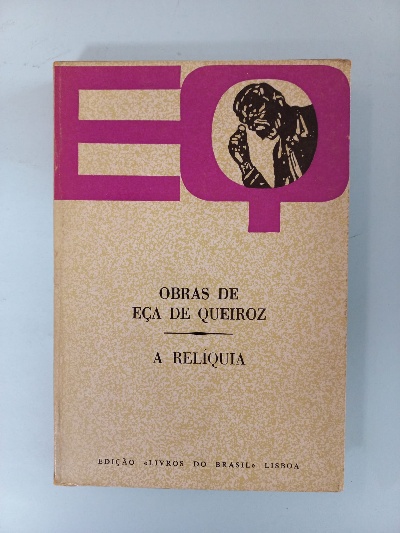 EQ
OBRAS DE
EÇA DE QUEIROZ
A RELÍQUIA
EDIÇÃO «LIVROS DO BRASIL» LISBOA